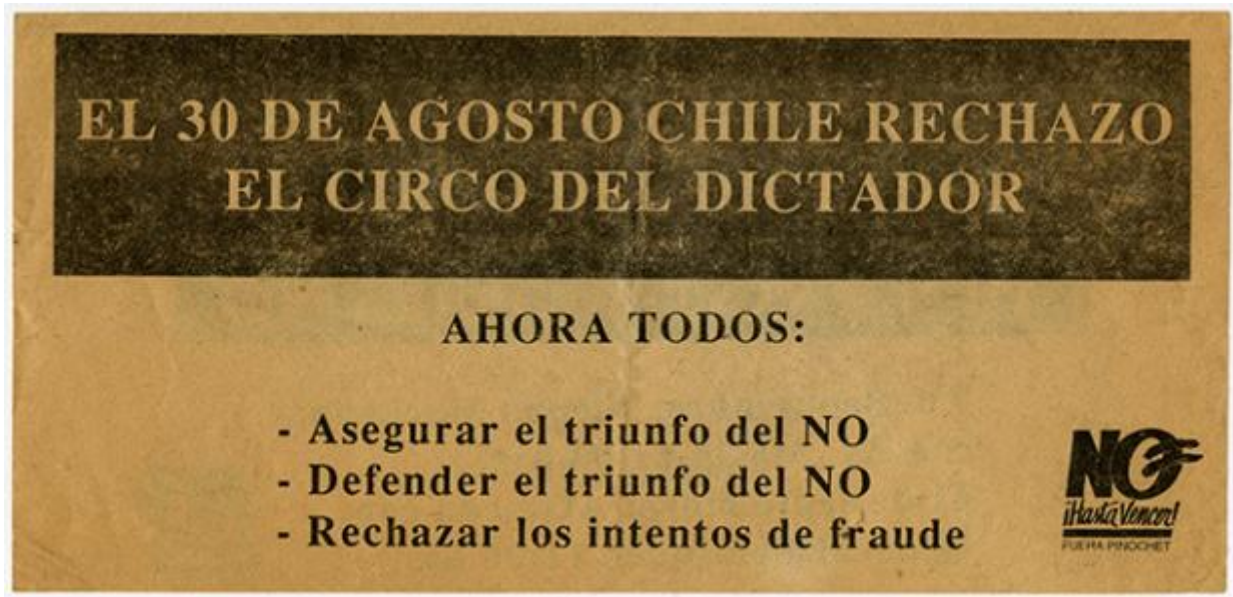 EL 30 DE AGOSTO CHILE RECHAZO
EL CIRCO DEL DICTADOR
AHORA TODOS:
- Asegurar el triunfo del NO
- Defender el triunfo del NO
- Rechazar los intentos de fraude
NO
¡Hasta Vencer!
FUERA PINOCHET